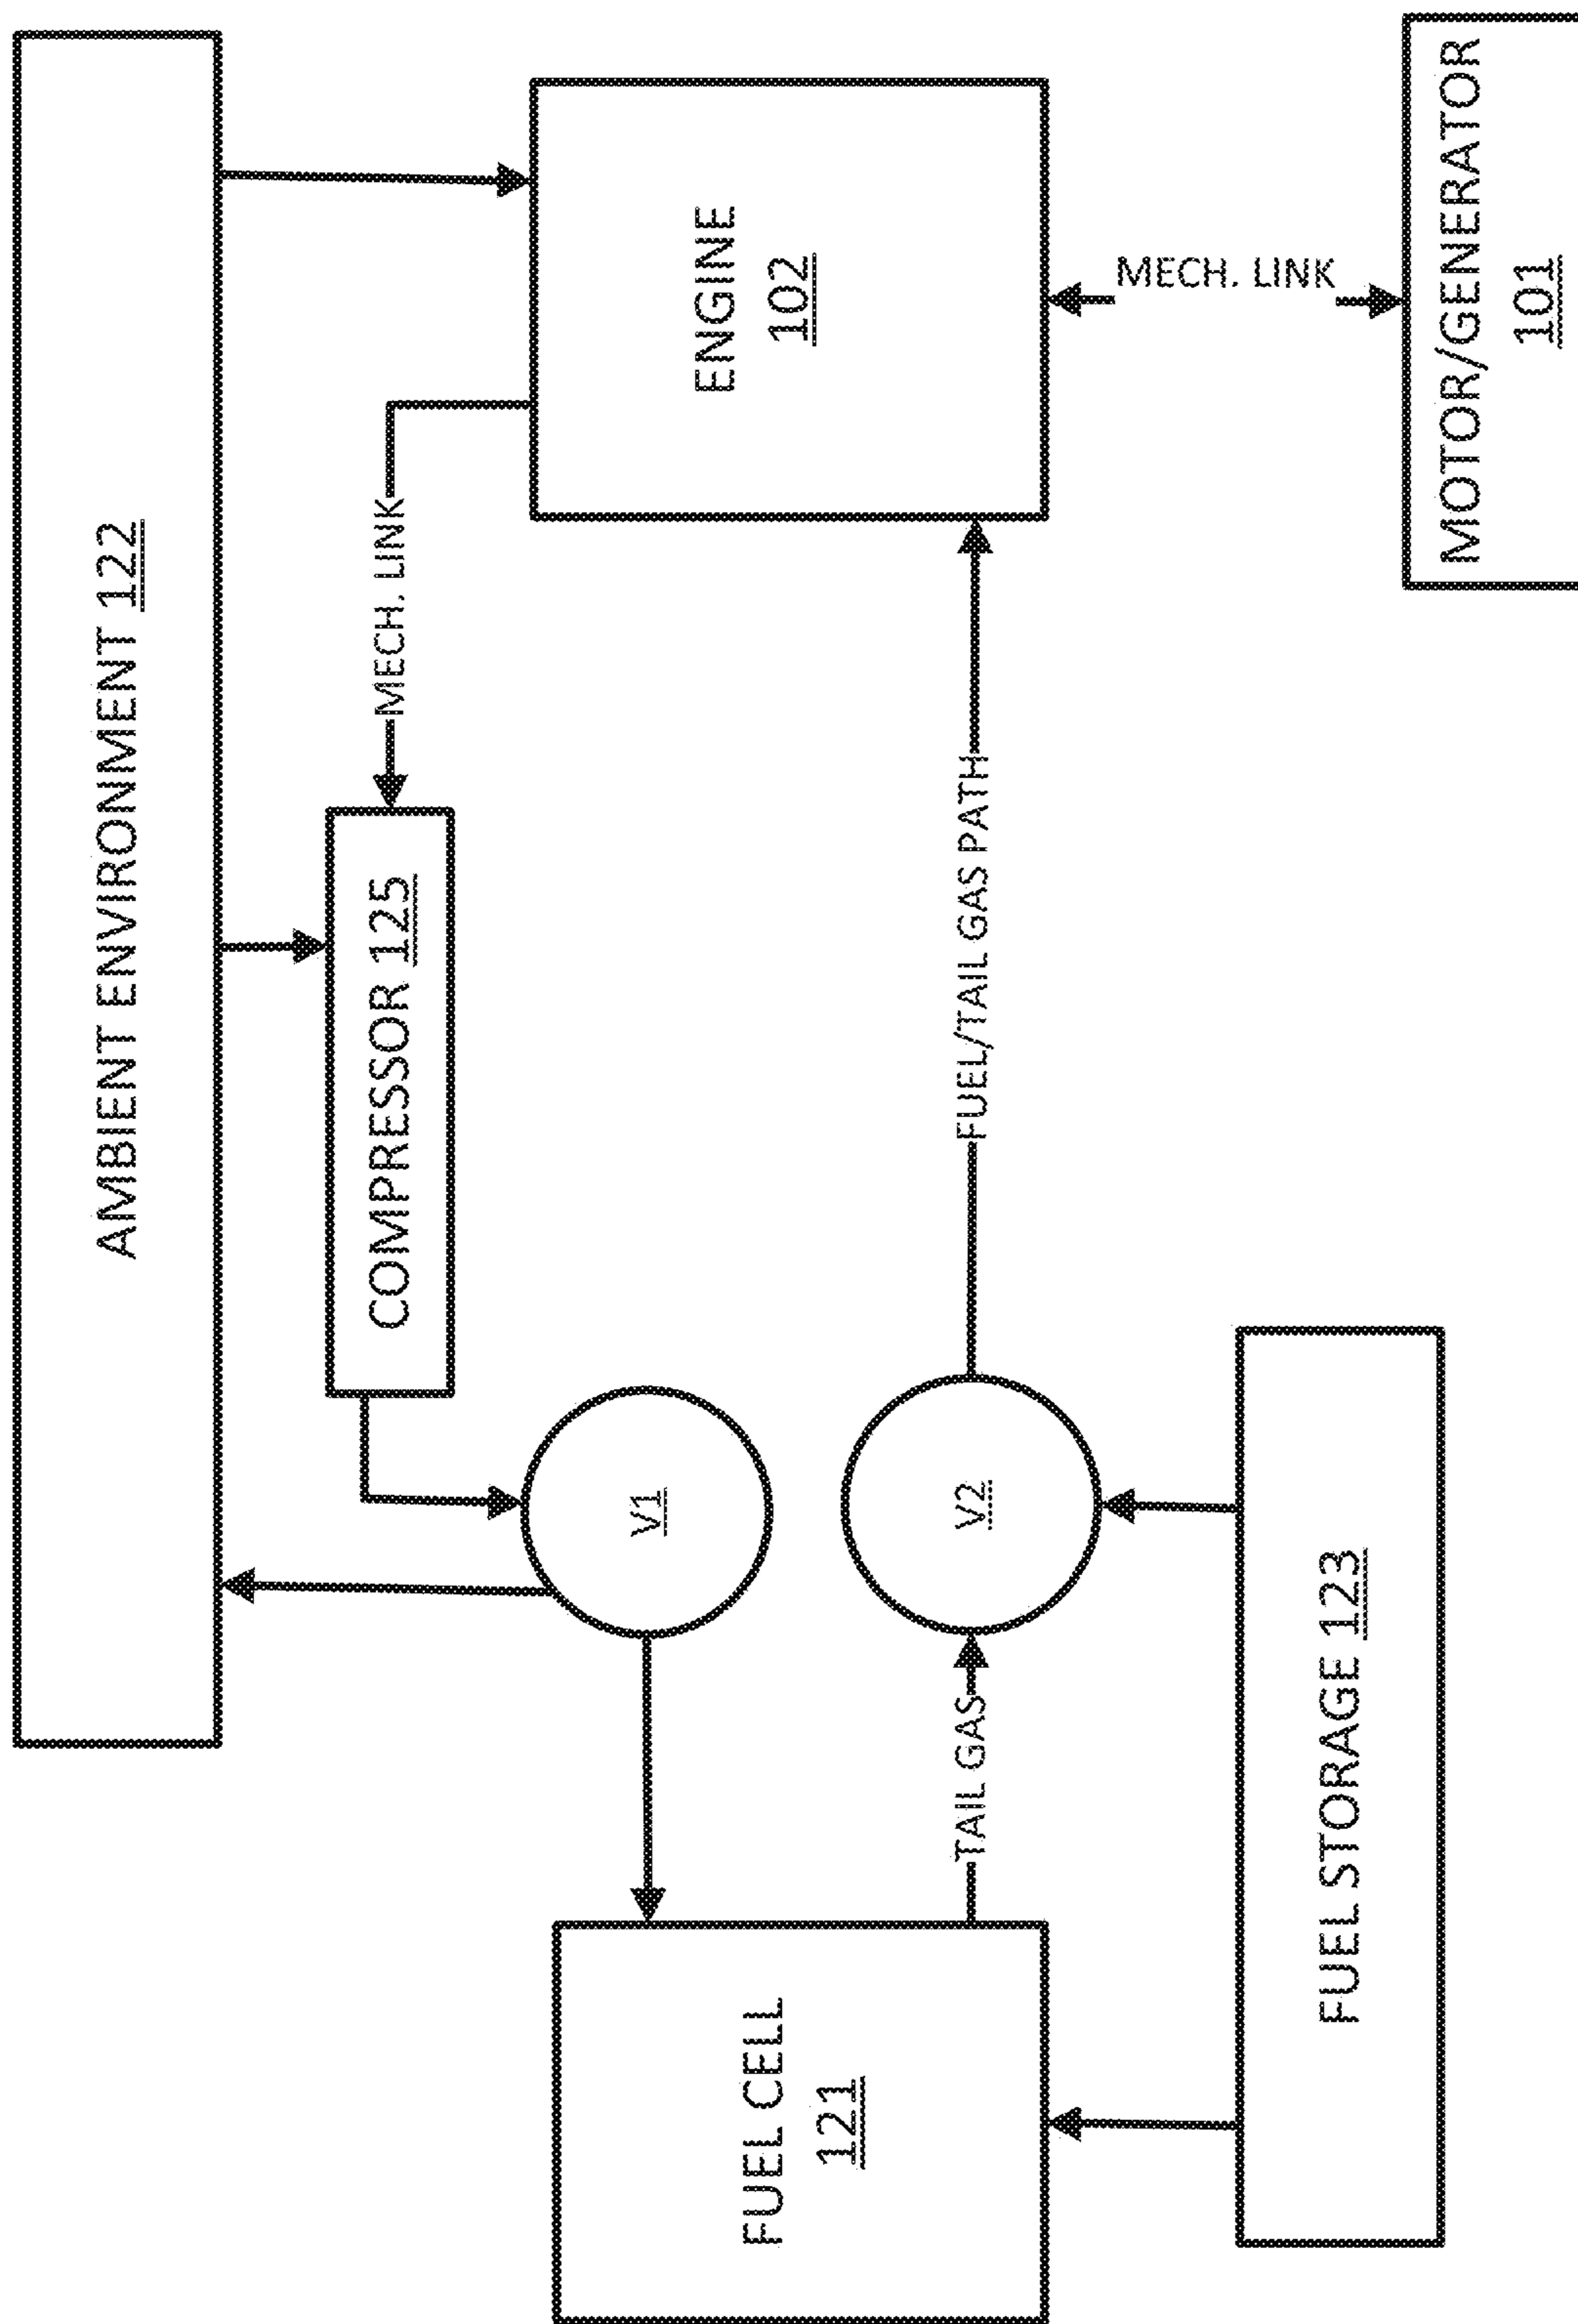 AMBIENT ENVIRONMENT 122
COMPRESSOR 125
MECH. LINK
ENGINE
102
MECH. LINK
MOTOR/GENERATOR
101
V1
V2
FUEL/TAIL GAS PATH
TAIL GAS
FUEL CELL
121
FUEL STORAGE 123